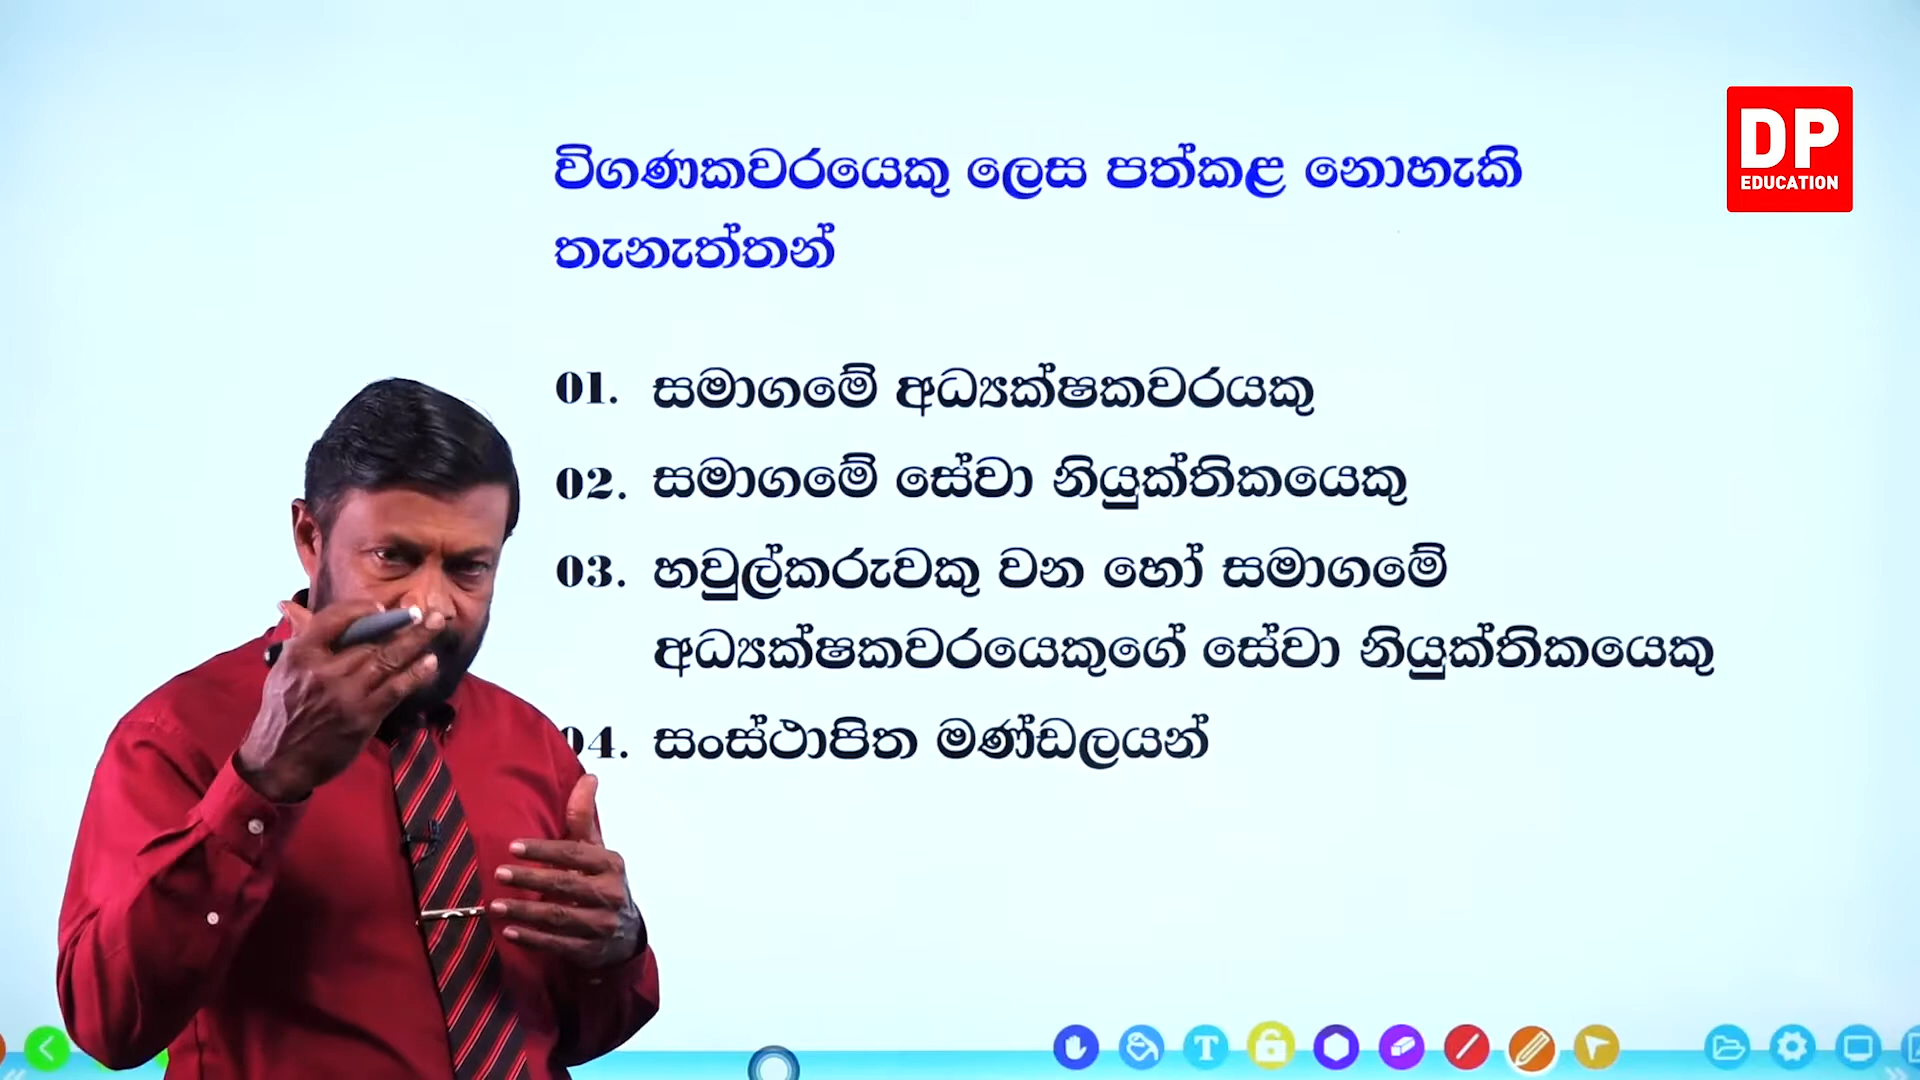 DP
EDUCATION
විගණකවරයෙකු ලෙස පත්කළ නොහැකි
තැනැත්තන්
01. සමාගමේ අධ්‍යක්ෂකවරයකු
02. සමාගමේ සේවා නියුක්තිකයෙකු
03. හවුල්කරුවකු වන හෝ සමාගමේ
අධ්‍යක්ෂකවරයෙකුගේ සේවා නියුක්තිකයෙකු
04. සංස්ථාපිත මණ්ඩලයන්
T